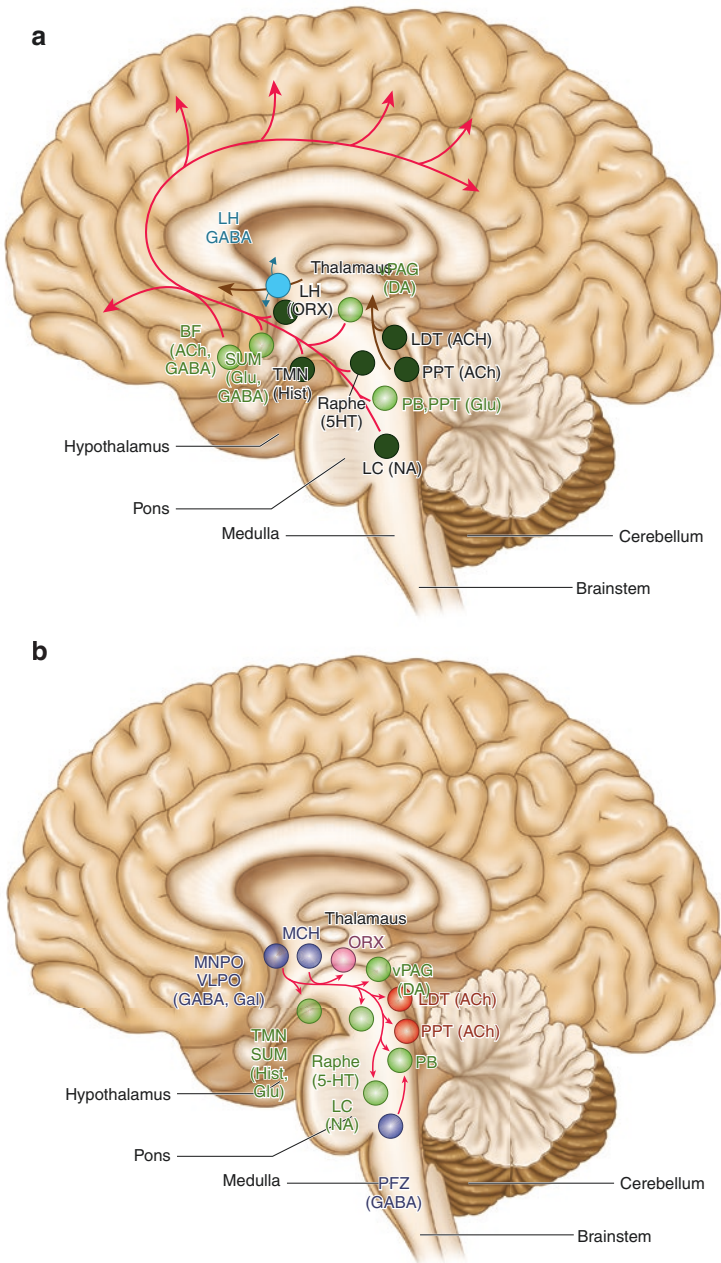 a
LH
GABA
Thalamaus
vPAG
(DA)
LH
(ORX)
BF
(ACh,
GABA)
SUM
(Glu,
GABA)
TMN
(Hist)
LDT (ACH)
PPT (ACh)
Raphe
(5HT)
PB,PPT (Glu)
Hypothalamus
LC (NA)
Pons
Medulla
Cerebellum
Brainstem
b
Thalamaus
MCH
ORX
MNPO
VLPO
(GABA, Gal)
vPAG
(DA)
LDT (ACh)
PPT (ACh)
TMN
SUM
(Hist,
Glu)
Raphe
(5-HT)
PB
Hypothalamus
LC
(NA)
Pons
Medulla
PFZ
(GABA)
Cerebellum
Brainstem